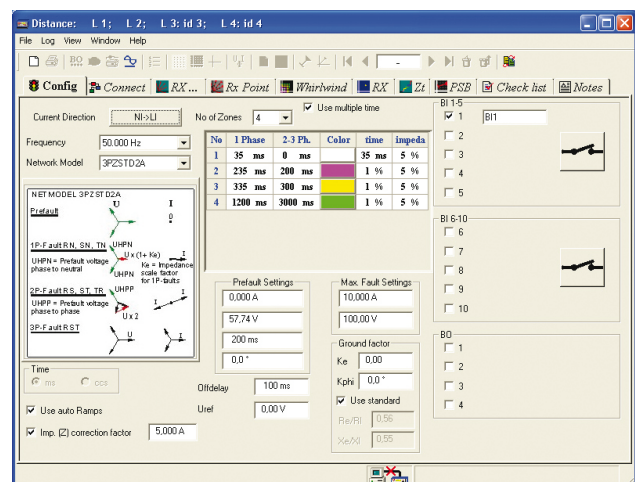 Distance: L 1; L 2; L 3: id 3; L 4: id 4
File Log View Window Help
Config Connect RX... Rx Point Whirlwind RX Zt PSB Check list Notes
Current Direction NI->LI No of Zones 4 Use multiple time
Frequency 50.000 Hz
Network Model 3PZSTD2A
No 1 Phase 2-3 Ph. Color time impeda
1 35 ms 0 ms 35 ms 5 %
2 235 ms 200 ms 1 % 5 %
3 335 ms 300 ms 1 % 5 %
4 1200 ms 3000 ms 1 % 5 %
NET MODEL 3PZSTD2A
U I
Prefault
0
1P-Fault RN, SN, TN
UHPN
U x (1+ Ke) I
UHPN = Prefault voltage phase to neutral
UHPN
Ke = Impedance scale factor for 1P-faults
2P-Fault RS, ST, TR
UHPP
UHPP = Prefault voltage phase to phase
U x 2
I
3P-Fault RST
U I
Time
ms ccs
Use auto Ramps
Imp. (Z) correction factor 5,000 A
Prefault Settings
0,000 A
57,74 V
200 ms
0,0 °
Offdelay 100 ms
Uref 0,00 V
Max. Fault Settings
10,000 A
100,00 V
Ground factor
Ke 0,00
Kphi 0,0 °
Use standard
Re/Rl 0,56
Xe/Xl 0,55
BI 1-5
1 BI1
2
3
4
5
BI 6-10
6
7
8
9
10
BO
1
2
3
4